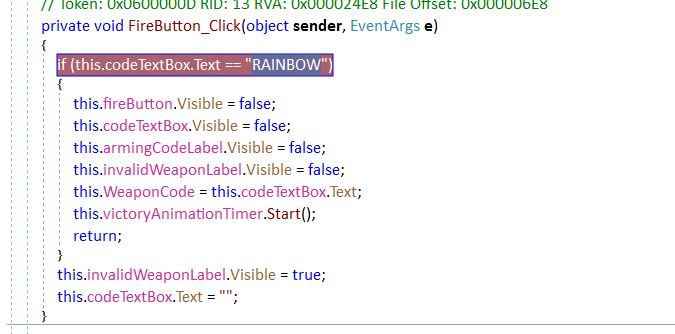 // Token: 0x0600000D RID: 13 RVA: 0x000024E8 File Offset: 0x000006E8
private void FireButton_Click(object sender, EventArgs e)
{
if (this.codeTextBox.Text == "RAINBOW")
{
this.fireButton.Visible = false;
this.codeTextBox.Visible = false;
this.armingCodeLabel.Visible = false;
this.invalidWeaponLabel.Visible = false;
this.WeaponCode = this.codeTextBox.Text;
this.victoryAnimationTimer.Start();
return;
}
this.invalidWeaponLabel.Visible = true;
this.codeTextBox.Text = "";
}